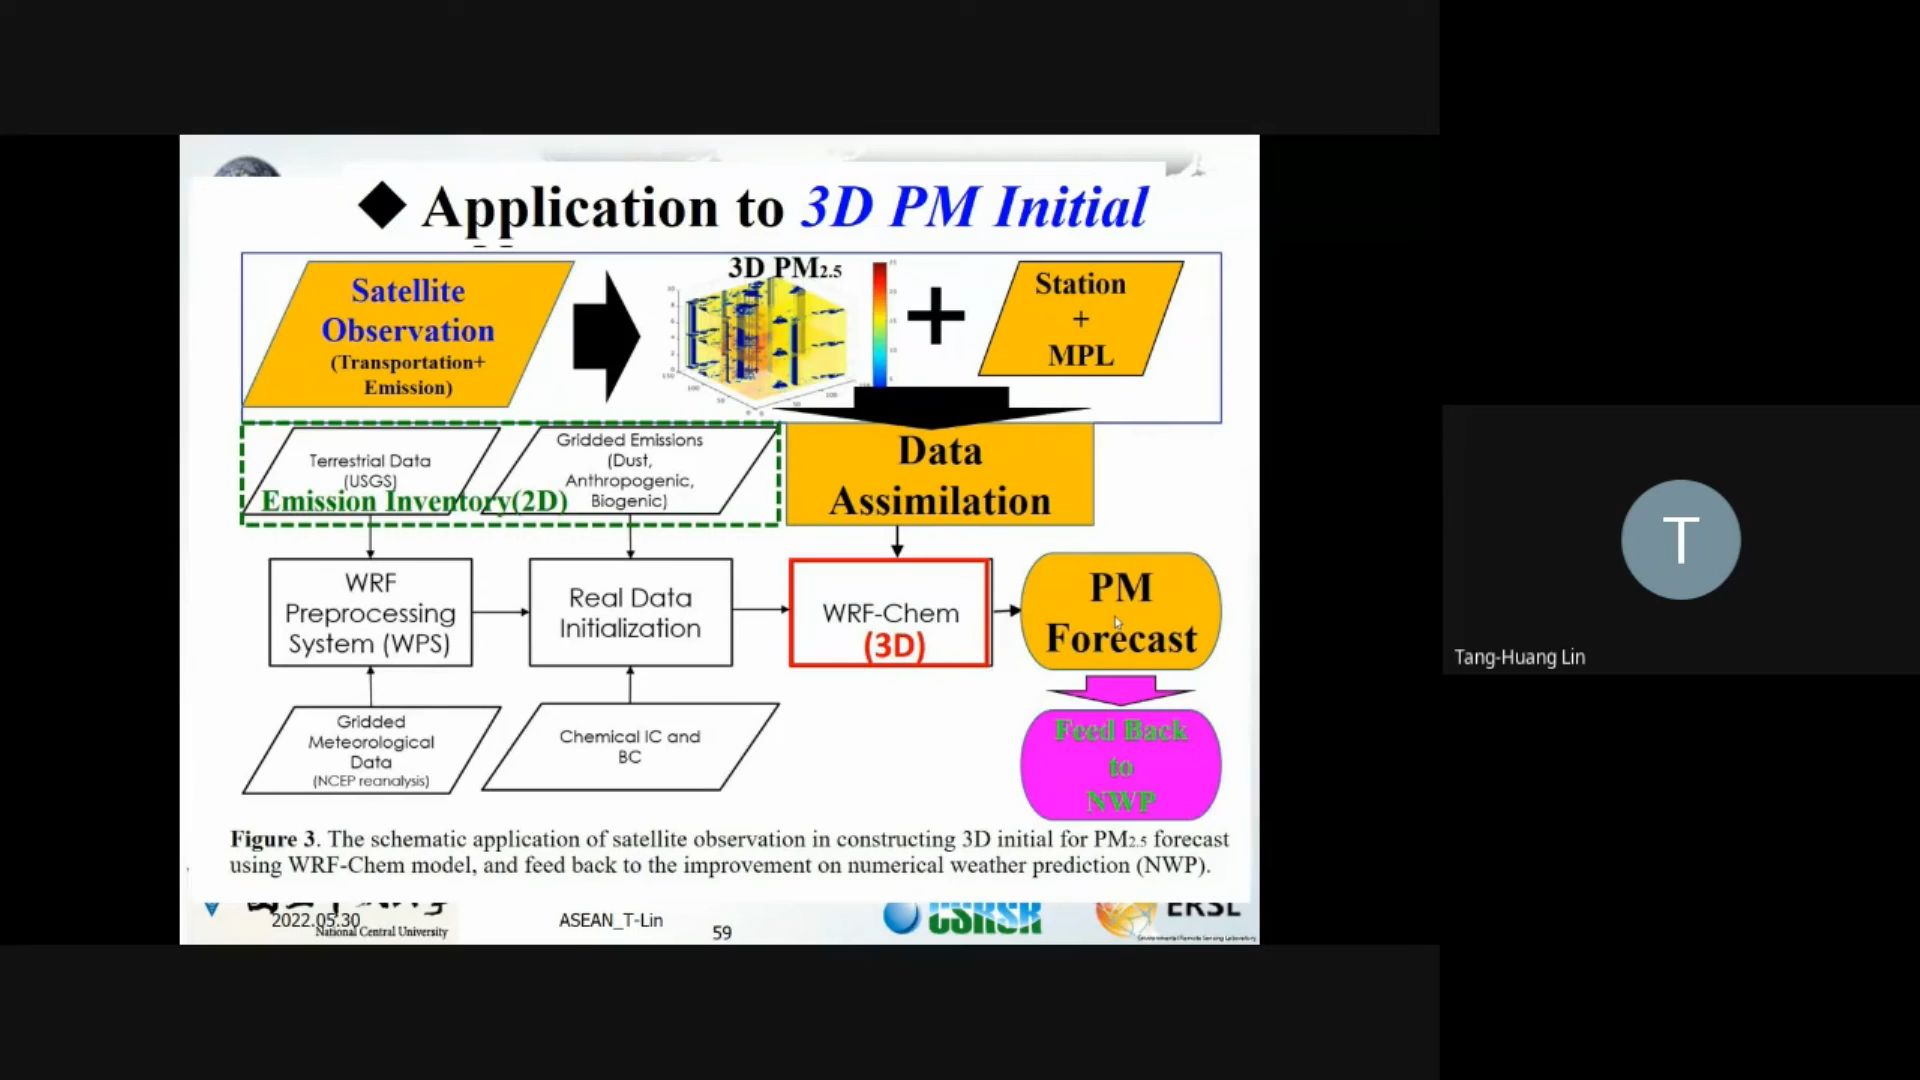 ◆ Application to 3D PM Initial
Satellite
Observation
(Transportation+
Emission)
3D PM2.5
+
Station
+
MPL
Terrestrial Data
(USGS)
Emission Inventory(2D)
Gridded Emissions
(Dust,
Anthropogenic,
Biogenic)
Data
Assimilation
WRF
Preprocessing
System (WPS)
Real Data
Initialization
WRF-Chem
(3D)
PM
Forecast
Gridded
Meteorological
Data
(NCEP reanalysis)
Chemical IC and
BC
Feed Back
to
NWP
Figure 3. The schematic application of satellite observation in constructing 3D initial for PM2.5 forecast
using WRF-Chem model, and feed back to the improvement on numerical weather prediction (NWP).
2022.05.30
National Central University
ASEAN_T-Lin
59
CSRSR
ERSL
Environmental Remote Sensing Laboratory
T
Tang-Huang Lin